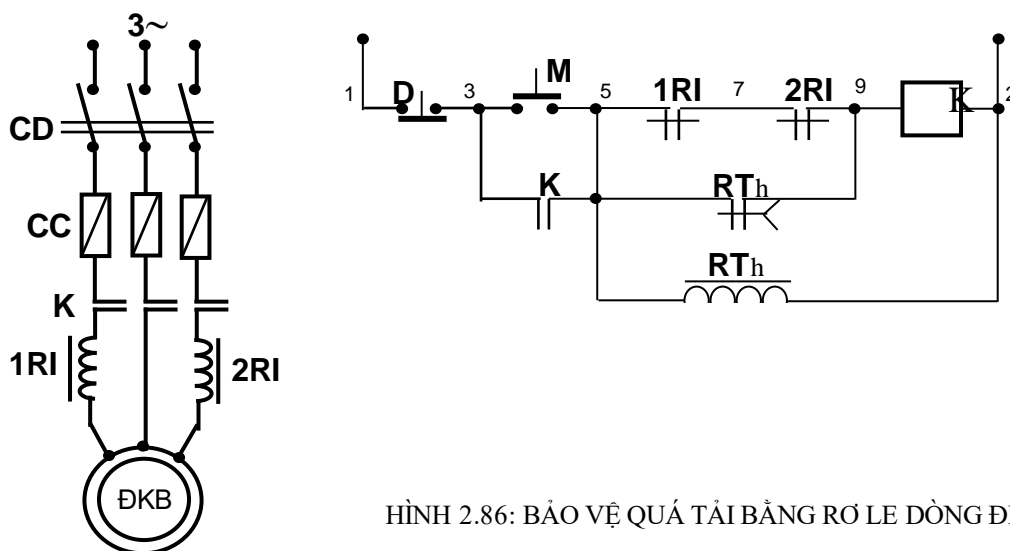 3~
CD
CC
K
1RI
2RI
ĐKB
1
D
3
M
5
1RI
7
2RI
9
K
2
K
RTh
RTh
HÌNH 2.86: BẢO VỆ QUÁ TẢI BẰNG RƠ LE DÒNG